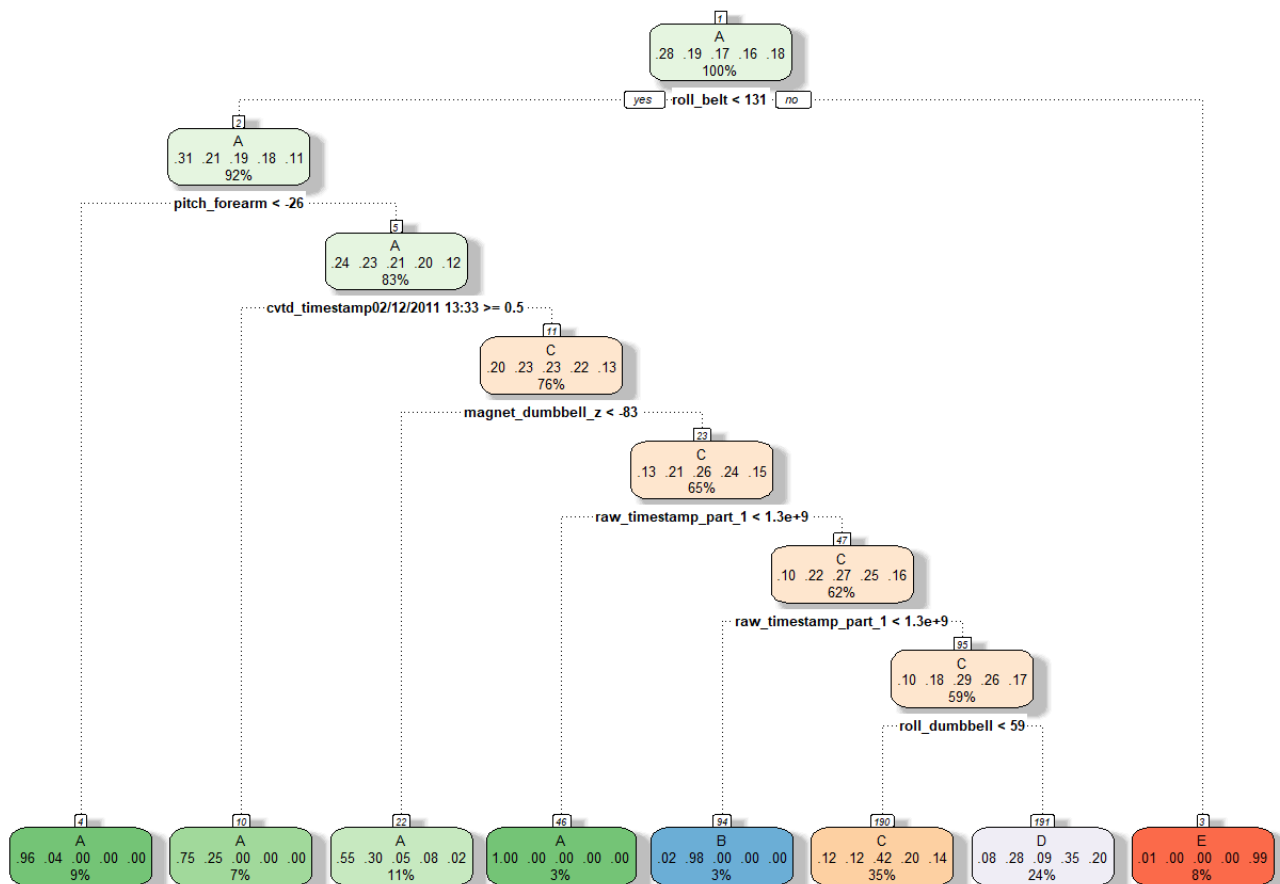 1
A
.28 .19 .17 .16 .18
100%
yes roll_belt < 131 no
2
A
.31 .21 .19 .18 .11
92%
pitch_forearm < -26
5
A
.24 .23 .21 .20 .12
83%
cvtd_timestamp02/12/2011 13:33 >= 0.5
11
C
.20 .23 .23 .22 .13
76%
magnet_dumbbell_z < -83
23
C
.13 .21 .26 .24 .15
65%
raw_timestamp_part_1 < 1.3e+9
47
C
.10 .22 .27 .25 .16
62%
raw_timestamp_part_1 < 1.3e+9
95
C
.10 .18 .29 .26 .17
59%
roll_dumbbell < 59
4
A
.96 .04 .00 .00 .00
9%
10
A
.75 .25 .00 .00 .00
7%
22
A
.55 .30 .05 .08 .02
11%
46
A
1.00 .00 .00 .00 .00
3%
94
B
.02 .98 .00 .00 .00
3%
190
C
.12 .12 .42 .20 .14
35%
191
D
.08 .28 .09 .35 .20
24%
3
E
.01 .00 .00 .00 .99
8%